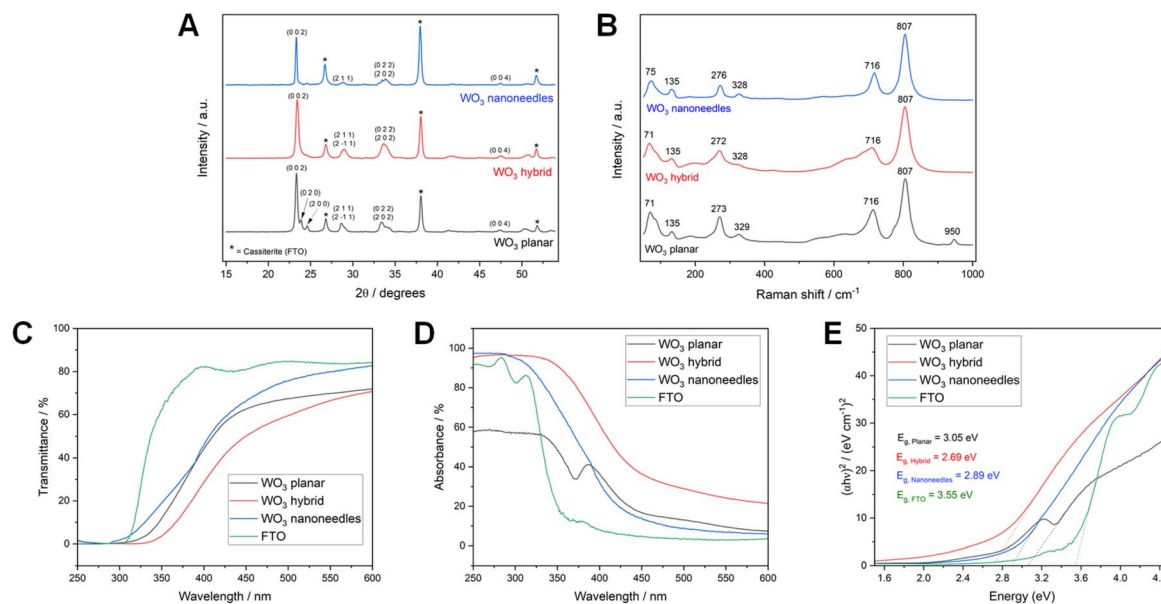 A
(0 0 2)
*
*
(2 1 1)
(0 2 2)
(2 0 2)
(0 0 4)
*
WO₃ nanoneedles
(0 0 2)
*
(2 1 1)
(2 -1 1)
(0 2 2)
(2 0 2)
*
(0 0 4)
*
WO₃ hybrid
(0 0 2)
(0 2 0)
(2 0 0)
*
(2 1 1)
(2 -1 1)
(0 2 2)
(2 0 2)
*
(0 0 4)
*
WO₃ planar
* = Cassiterite (FTO)
Intensity / a.u.
15 20 25 30 35 40 45 50
2θ / degrees
B
75
135
276
328
716
807
WO₃ nanoneedles
71
135
272
328
716
807
WO₃ hybrid
71
135
273
329
716
807
950
WO₃ planar
Intensity / a.u.
200 400 600 800 1000
Raman shift / cm⁻¹
C
Transmittance / %
100
80
60
40
20
0
WO₃ planar
WO₃ hybrid
WO₃ nanoneedles
FTO
250 300 350 400 450 500 550 600
Wavelength / nm
D
Absorbance / %
100
80
60
40
20
0
WO₃ planar
WO₃ hybrid
WO₃ nanoneedles
FTO
250 300 350 400 450 500 550 600
Wavelength / nm
E
(αhν)² / (eV cm⁻¹)²
50
40
30
20
10
0
WO₃ planar
WO₃ hybrid
WO₃ nanoneedles
FTO
E<sub>g, Planar</sub> = 3.05 eV
E<sub>g, Hybrid</sub> = 2.69 eV
E<sub>g, Nanoneedles</sub> = 2.89 eV
E<sub>g, FTO</sub> = 3.55 eV
1.6 2.0 2.4 2.8 3.2 3.6 4.0 4.4
Energy (eV)